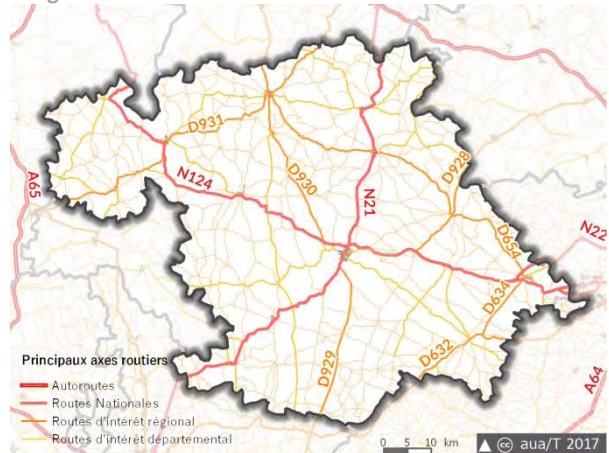 D931
D930
D928
A65
N124
N21
N22
D654
D634
D632
D929
A64
Principaux axes routiers
Autoroutes
Routes Nationales
Routes d'intérêt régional
Routes d'intérêt départemental
0 5 10 km
cc aua/T 2017